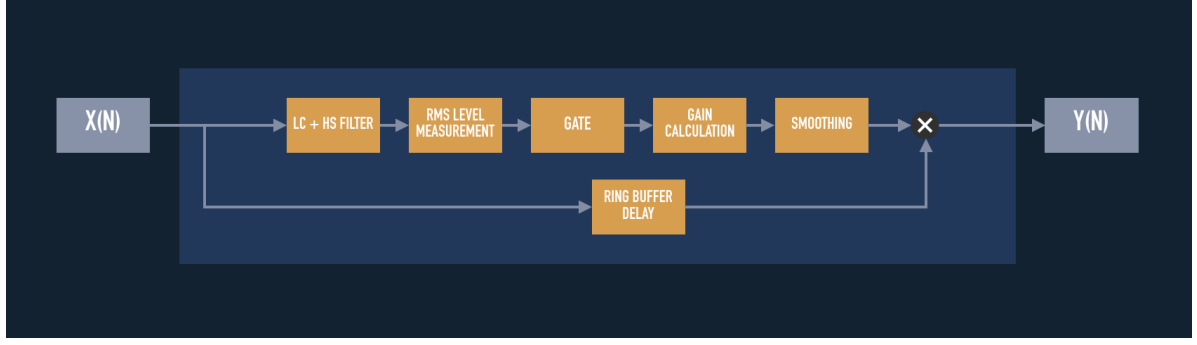 X(N)
LC + HS FILTER
RMS LEVEL
MEASUREMENT
GATE
GAIN
CALCULATION
SMOOTHING
×
Y(N)
RING BUFFER
DELAY